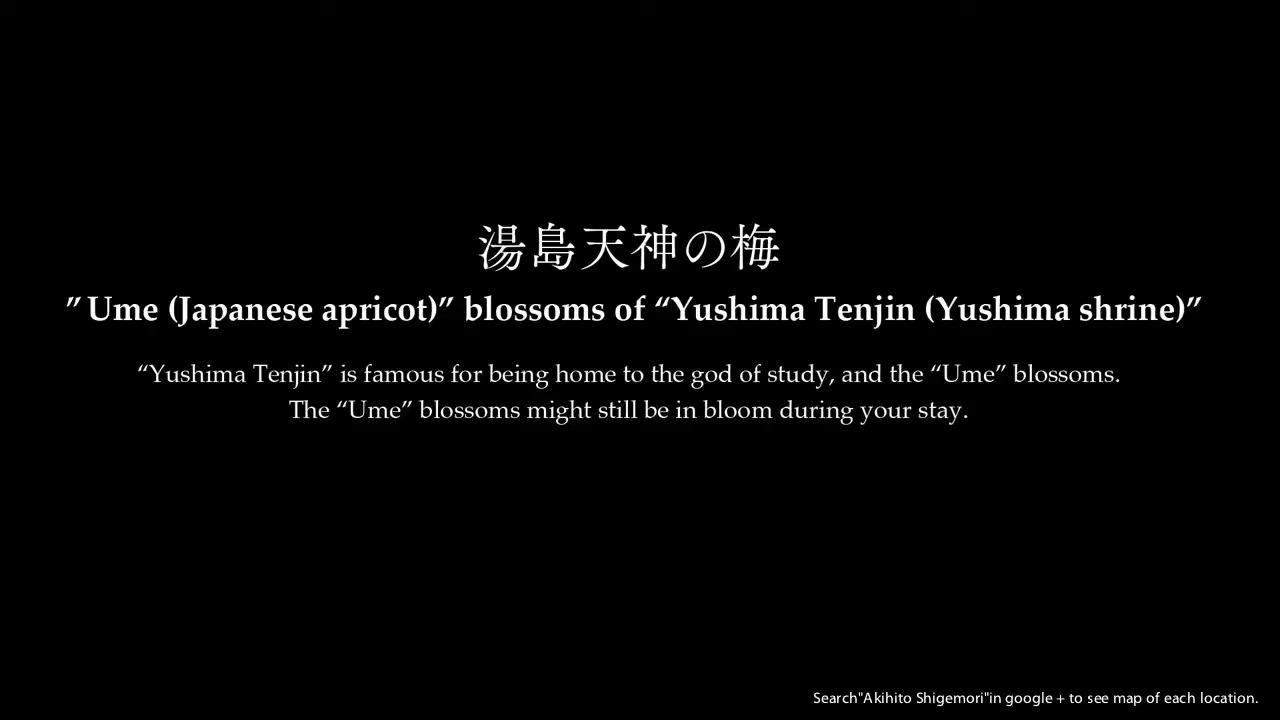 湯島天神の梅
”Ume (Japanese apricot)” blossoms of “Yushima Tenjin (Yushima shrine)”
“Yushima Tenjin” is famous for being home to the god of study, and the “Ume” blossoms.
The “Ume” blossoms might still be in bloom during your stay.
Search"Akihito Shigemori"in google + to see map of each location.